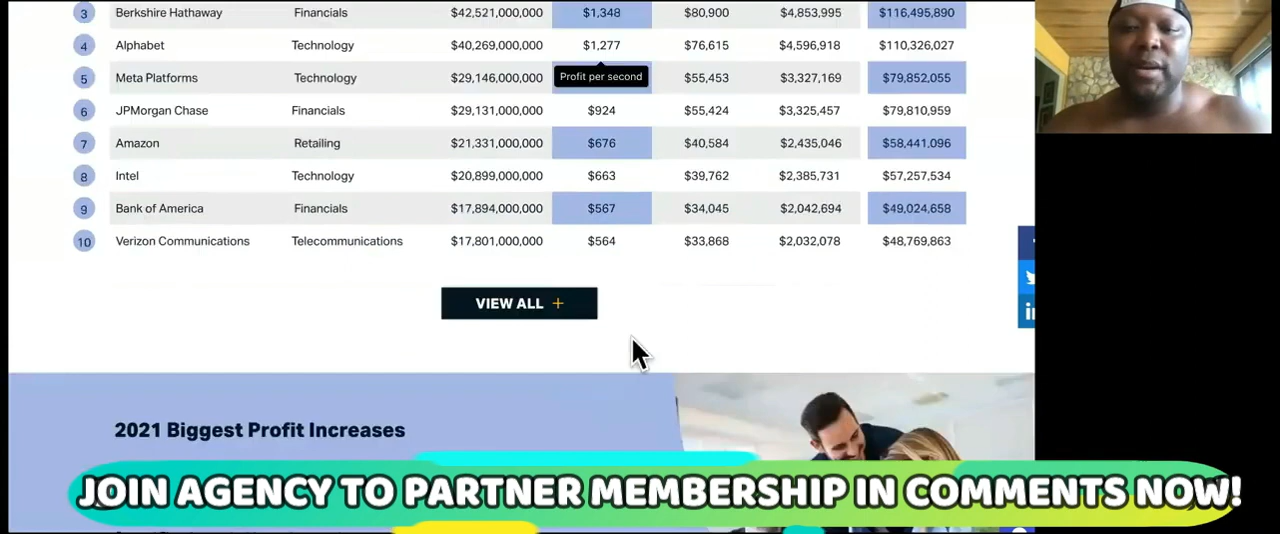 3 Berkshire Hathaway Financials $42,521,000,000 $1,348 $80,900 $4,853,995 $116,495,890
4 Alphabet Technology $40,269,000,000 $1,277 $76,615 $4,596,918 $110,326,027
5 Meta Platforms Technology $29,146,000,000 Profit per second $55,453 $3,327,169 $79,852,055
6 JPMorgan Chase Financials $29,131,000,000 $924 $55,424 $3,325,457 $79,810,959
7 Amazon Retailing $21,331,000,000 $676 $40,584 $2,435,046 $58,441,096
8 Intel Technology $20,899,000,000 $663 $39,762 $2,385,731 $57,257,534
9 Bank of America Financials $17,894,000,000 $567 $34,045 $2,042,694 $49,024,658
10 Verizon Communications Telecommunications $17,801,000,000 $564 $33,868 $2,032,078 $48,769,863
VIEW ALL +
2021 Biggest Profit Increases
JOIN AGENCY TO PARTNER MEMBERSHIP IN COMMENTS NOW!